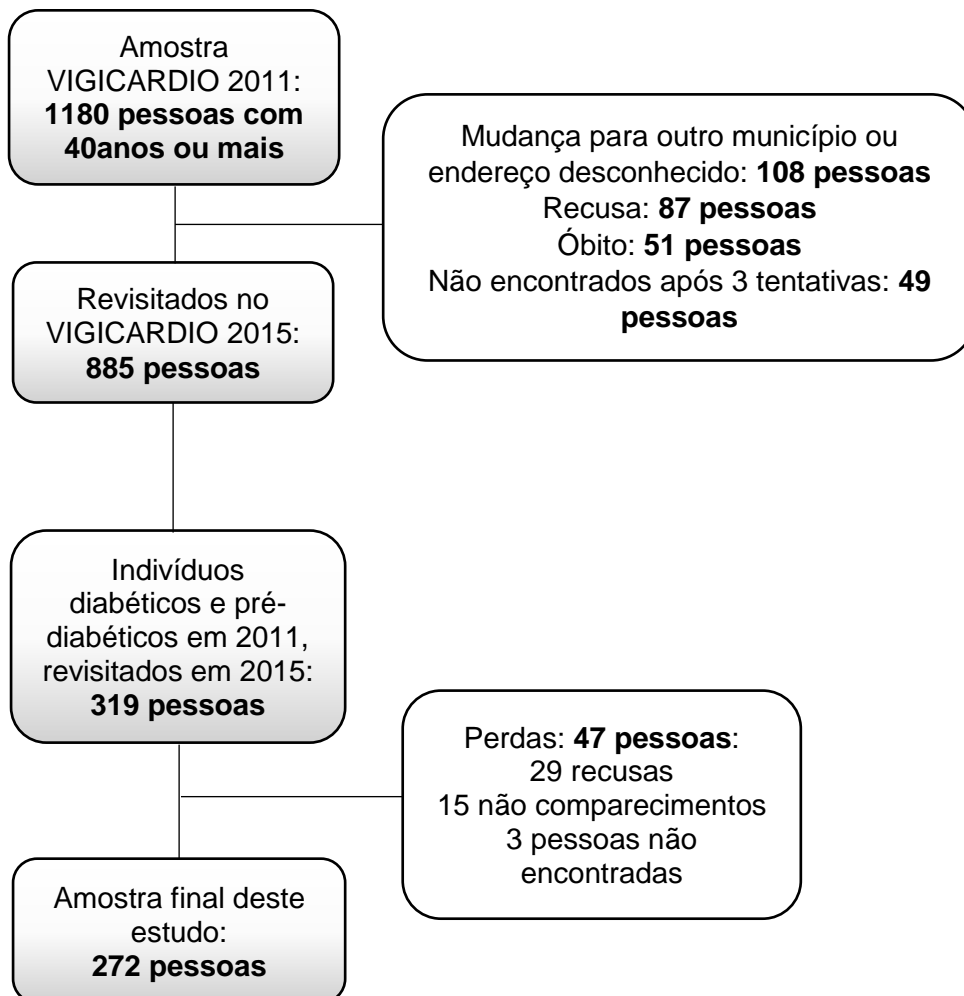 Amostra
VIGICARDIO 2011:
1180 pessoas com
40anos ou mais
Mudança para outro município ou
endereço desconhecido: 108 pessoas
Recusa: 87 pessoas
Óbito: 51 pessoas
Não encontrados após 3 tentativas: 49
pessoas
Revisitados no
VIGICARDIO 2015:
885 pessoas
Indivíduos
diabéticos e pré-
diabéticos em 2011,
revisitados em 2015:
319 pessoas
Perdas: 47 pessoas:
29 recusas
15 não comparecimentos
3 pessoas não
encontradas
Amostra final deste
estudo:
272 pessoas